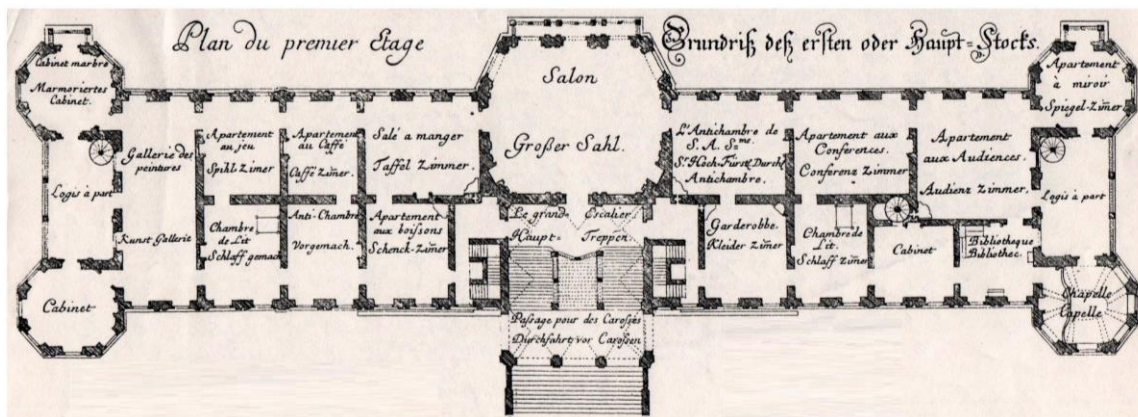 Plan du premier Etage
Grundriß deß ersten oder Haupt=Stocks.
Cabinet marbre
Marmoriertes
Cabinet.
Gallerie des
peintures
Kunst Gallerie
Logis à part
Cabinet
Apartement
au jeu
Spihl Zimer
Apartement
au Caffé
Caffé Zimer.
Salé a manger
Taffel Zimmer.
Chambre
de Lit
Schlaff gemach
Anti-Chambre
Vorgemach.
Apartement
aux boissons
Schenck-Zimer
Salon
Großer Sahl.
Le grand Escalier
Haupt= Treppen
Passage pour des Carosses
Durchfahrt vor Carossen
L'Antichambre de
S. A. Sme.
Sr Hoch-Fürstl Durchl
Antichambre.
Apartement aux
Conferences.
Conferenz Zimmer
Apartement
aux Audiences.
Audienz Zimmer.
Garderobbe.
Kleider Zimer
Chambre de
Lit.
Schlaff Zimer
Cabinet
Bibliotheque
Bibliothec.
Apartement
à miroir
Spiegel-Zimer
Logis à part
Chapelle
Capelle